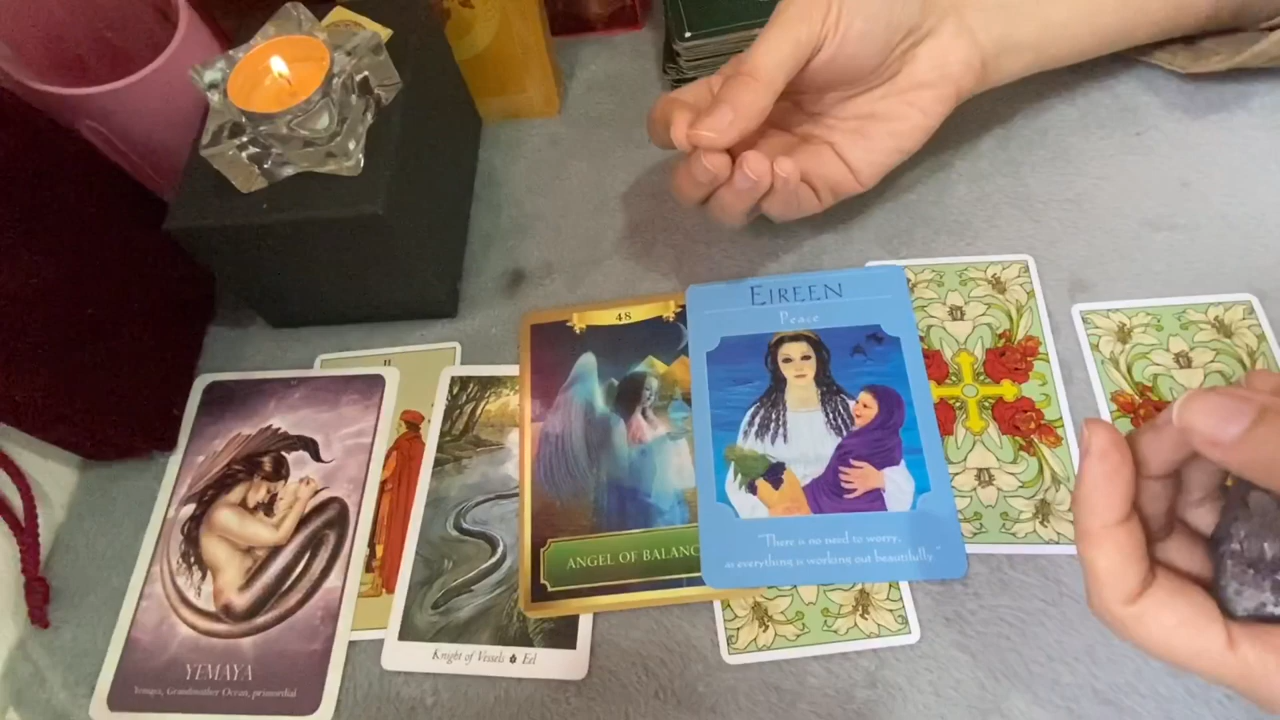 YEMAYA
Yemaya, Grandmother Ocean, primordial
II
Knight of Vessels Eel
48
ANGEL OF BALANC
EIREEN
Peace
"There is no need to worry,
as everything is working out beautifully."